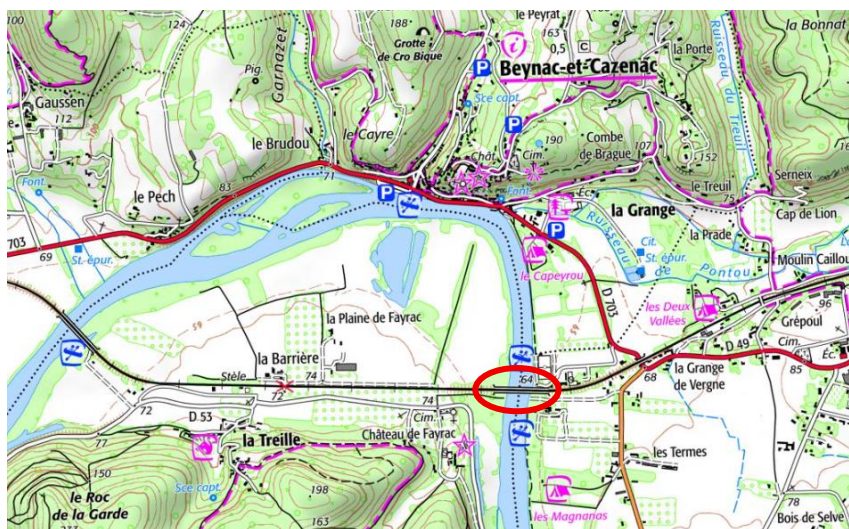 le Peyrat
163
0,5 C
i
la Bonnat
124
188
Grotte
de Cro Bique
la Porte
P
Beynac-et-Cazenac
Ruisseau du Treuil
Garnazet
Pig.
Sce capt.
Gaussen
112
P
le Cayre
190
Combe
de Brague
107
152
le Brudou
Chât.
Cim.
Font.
le Pech
83
71
Font.
Éc.
le Treuil
75
Serneix
P
la Grange
Cap de Lion
703
69
St. épur.
P
Ruisseau
Cit.
St. épur.
de
Pontou
la Prade
Moulin Caillou
le Capeyrou
D 703
les Deux
Vallées
96
Grépoul
59
la Plaine de Fayrac
59
D 49
Cim.
Éc.
la Barrière
74
64
68
la Grange
de Vergne
85
Stèle
72
72
D 53
74
Cim.
77
la Treille
Château de Fayrac
les Termes
150
le Roc
de la Garde
233
Sce capt.
198
163
les Magnanas
78
Bois de Selve